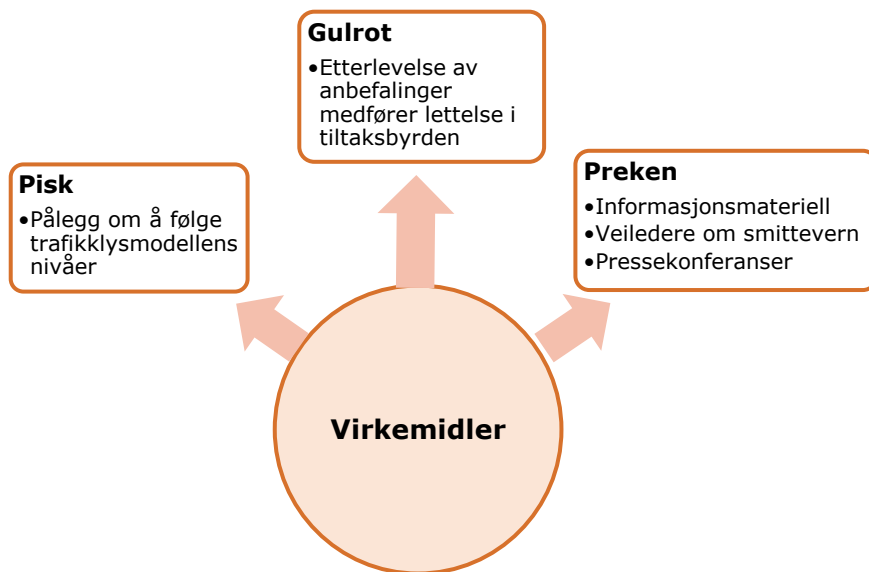 Gulrot
•Etterlevelse av
anbefalinger
medfører lettelse i
tiltaksbyrden
Pisk
•Pålegg om å følge
trafikklysmodellens
nivåer
Preken
•Informasjonsmateriell
•Veiledere om smittevern
•Pressekonferanser
Virkemidler